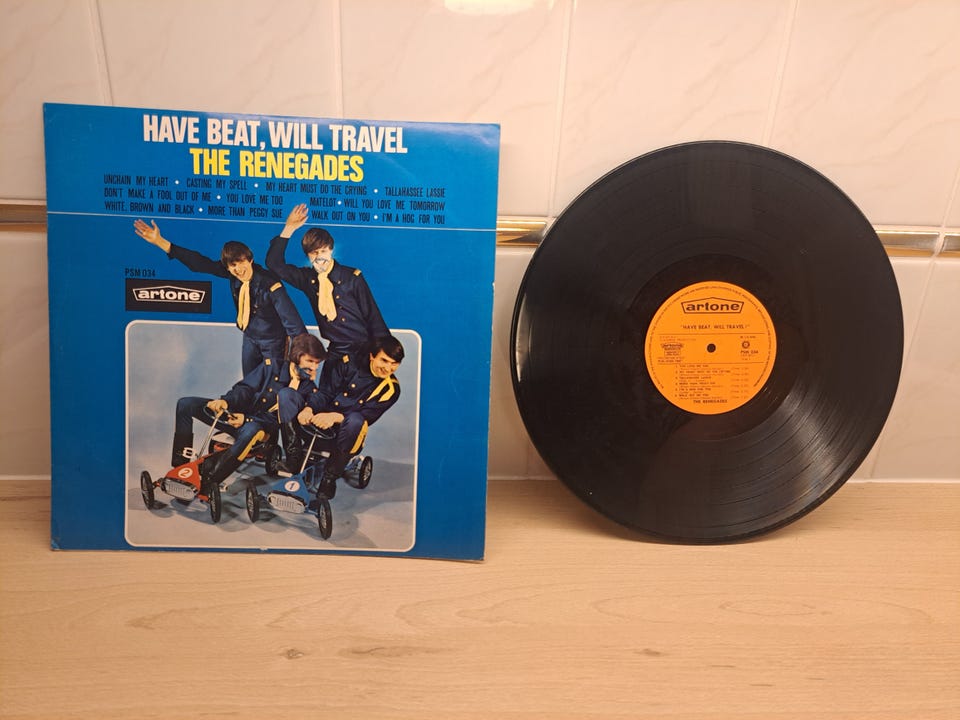 HAVE BEAT, WILL TRAVEL
THE RENEGADES
UNCHAIN MY HEART • CASTING MY SPELL • MY HEART MUST DO THE CRYING • TALLAHASSEE LASSIE
DON'T MAKE A FOOL OUT OF ME • YOU LOVE ME TOO MATELOT • WILL YOU LOVE ME TOMORROW
WHITE, BROWN AND BLACK • MORE THAN PEGGY SUE WALK OUT ON YOU • I'M A HOG FOR YOU
PSM 034
artone
2
1
artone
"HAVE BEAT, WILL TRAVEL!"
artone
PSM 034
THE RENEGADES